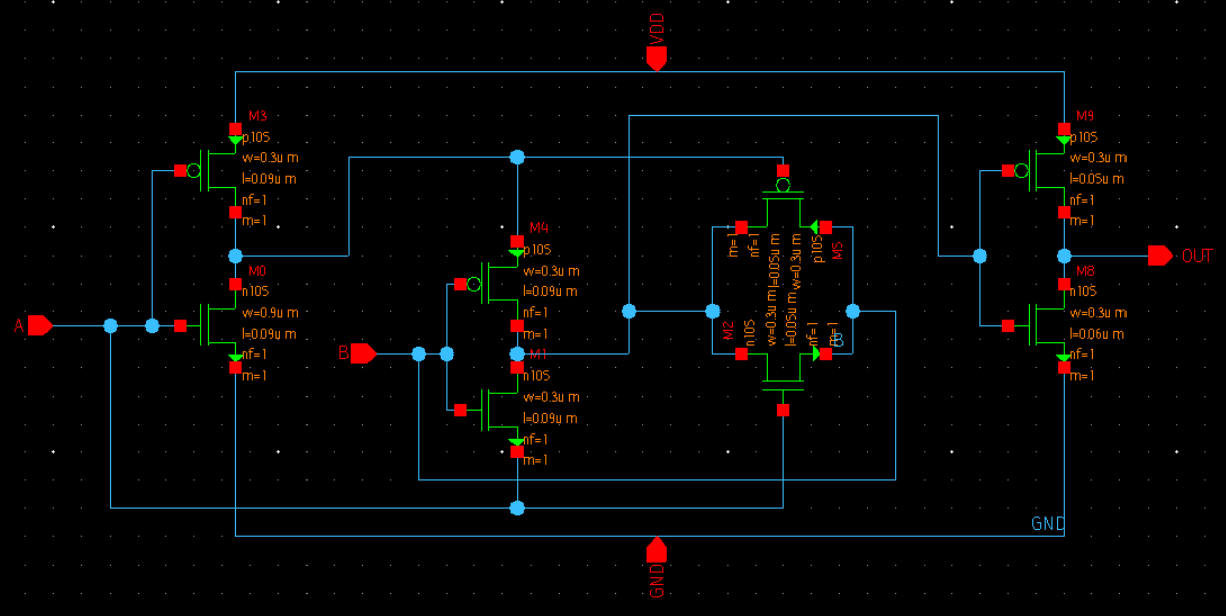 VDD
M3
p105
w=0.3u m
l=0.09u m
nf=1
m=1
M0
n105
w=0.9u m
l=0.09u m
nf=1
m=1
A
M4
p105
w=0.3u m
l=0.09u m
nf=1
m=1
B
M1
n105
w=0.3u m
l=0.09u m
nf=1
m=1
m=1
nf=1
l=0.05u m
w=0.3u m
p105
M5
M2
n105
w=0.3u m
l=0.05u m
nf=1
m=1
B
M9
p105
w=0.3u m
l=0.05u m
nf=1
m=1
OUT
M8
n105
w=0.3u m
l=0.06u m
nf=1
m=1
GND
GND